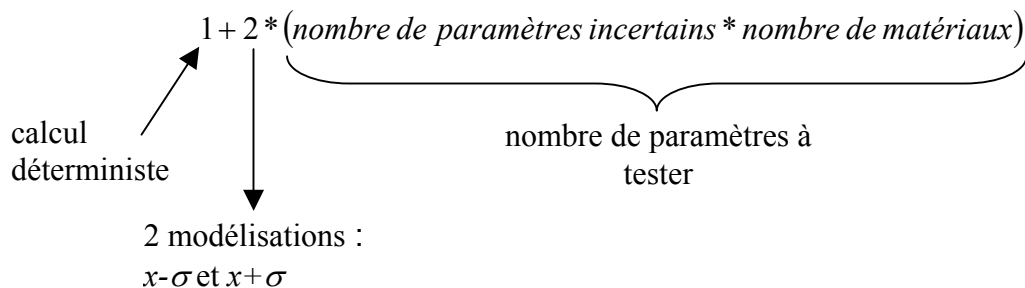 1 + 2 * (nombre de paramètres incertains * nombre de matériaux)
calcul
déterministe
nombre de paramètres à
tester
2 modélisations :
x-σ et x+σ